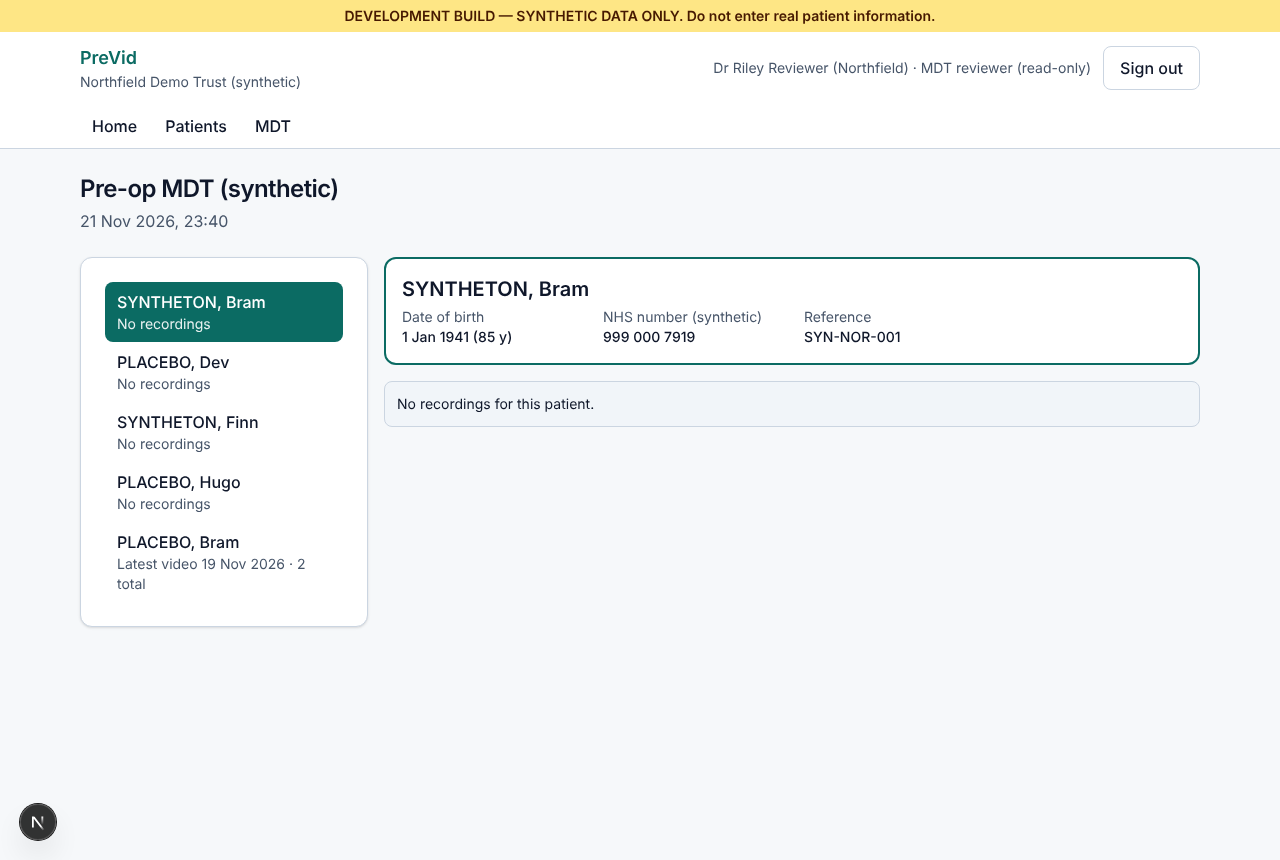 DEVELOPMENT BUILD — SYNTHETIC DATA ONLY. Do not enter real patient information.
PreVid
Northfield Demo Trust (synthetic)
Dr Riley Reviewer (Northfield) · MDT reviewer (read-only)
Sign out
Home
Patients
MDT
Pre-op MDT (synthetic)
21 Nov 2026, 23:40
SYNTHETON, Bram
No recordings
PLACEBO, Dev
No recordings
SYNTHETON, Finn
No recordings
PLACEBO, Hugo
No recordings
PLACEBO, Bram
Latest video 19 Nov 2026 · 2
total
SYNTHETON, Bram
Date of birth
1 Jan 1941 (85 y)
NHS number (synthetic)
999 000 7919
Reference
SYN-NOR-001
No recordings for this patient.
N